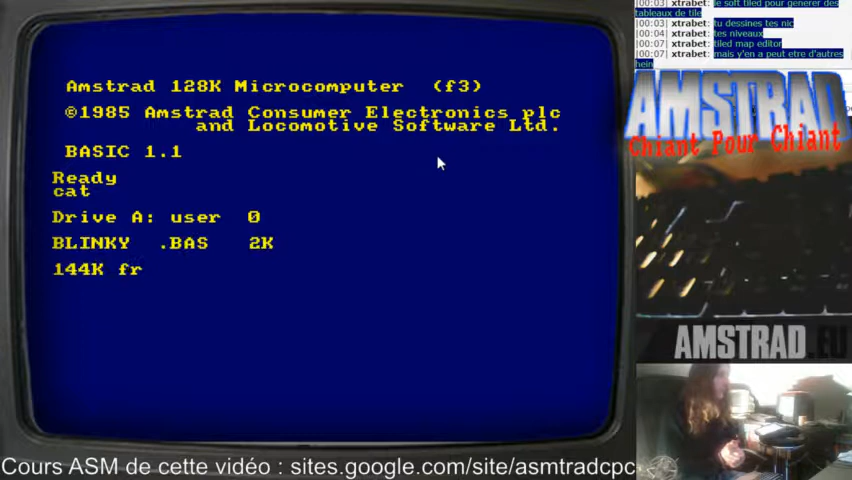 Amstrad 128K Microcomputer (f3)
©1985 Amstrad Consumer Electronics plc
and Locomotive Software Ltd.
BASIC 1.1
Ready
cat
Drive A: user 0
BLINKY .BAS 2K
144K fr
|00:03| xtrabet: le soft tiled pour generer des
tableaux de tile
|00:03| xtrabet: tu dessines tes nic
|00:04| xtrabet: tes niveaux
|00:07| xtrabet: tiled map editor
|00:07| xtrabet: mais y'en a peut etre d'autres
hein
AMSTRAD
Chiant Pour Chiant
AMSTRAD.EU
Cours ASM de cette vidéo : sites.google.com/site/asmtradcpc